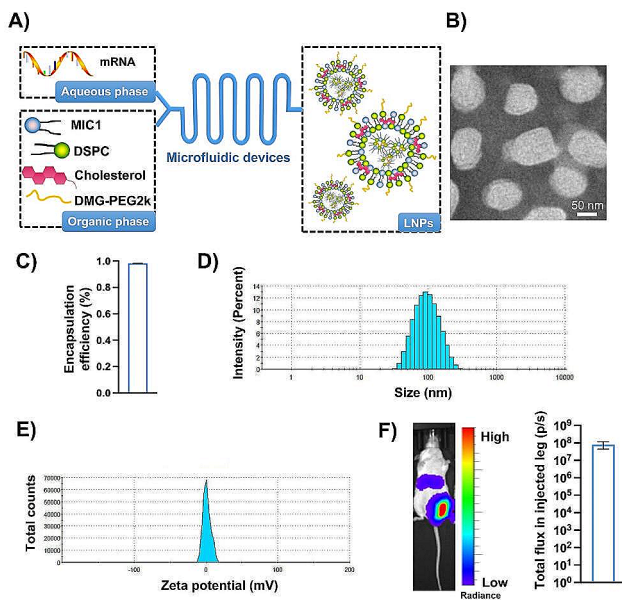 A)
mRNA
Aqueous phase
MIC1
DSPC
Cholesterol
DMG-PEG2k
Organic phase
Microfluidic devices
LNPs
B)
50 nm
C)
Encapsulation
efficiency (%)
1.0
0.8
0.6
0.4
0.2
0.0
D)
Intensity (Percent)
14
12
10
8
6
4
2
0
1 10 100 1000 10000
Size (nm)
E)
Total counts
70000
60000
50000
40000
30000
20000
10000
0
-100 0 100 200
Zeta potential (mV)
F)
High
Low
Radiance
Total flux in injected leg (p/s)
10⁹
10⁸
10⁷
10⁶
10⁵
10⁴
10³
10²
10¹
10⁰